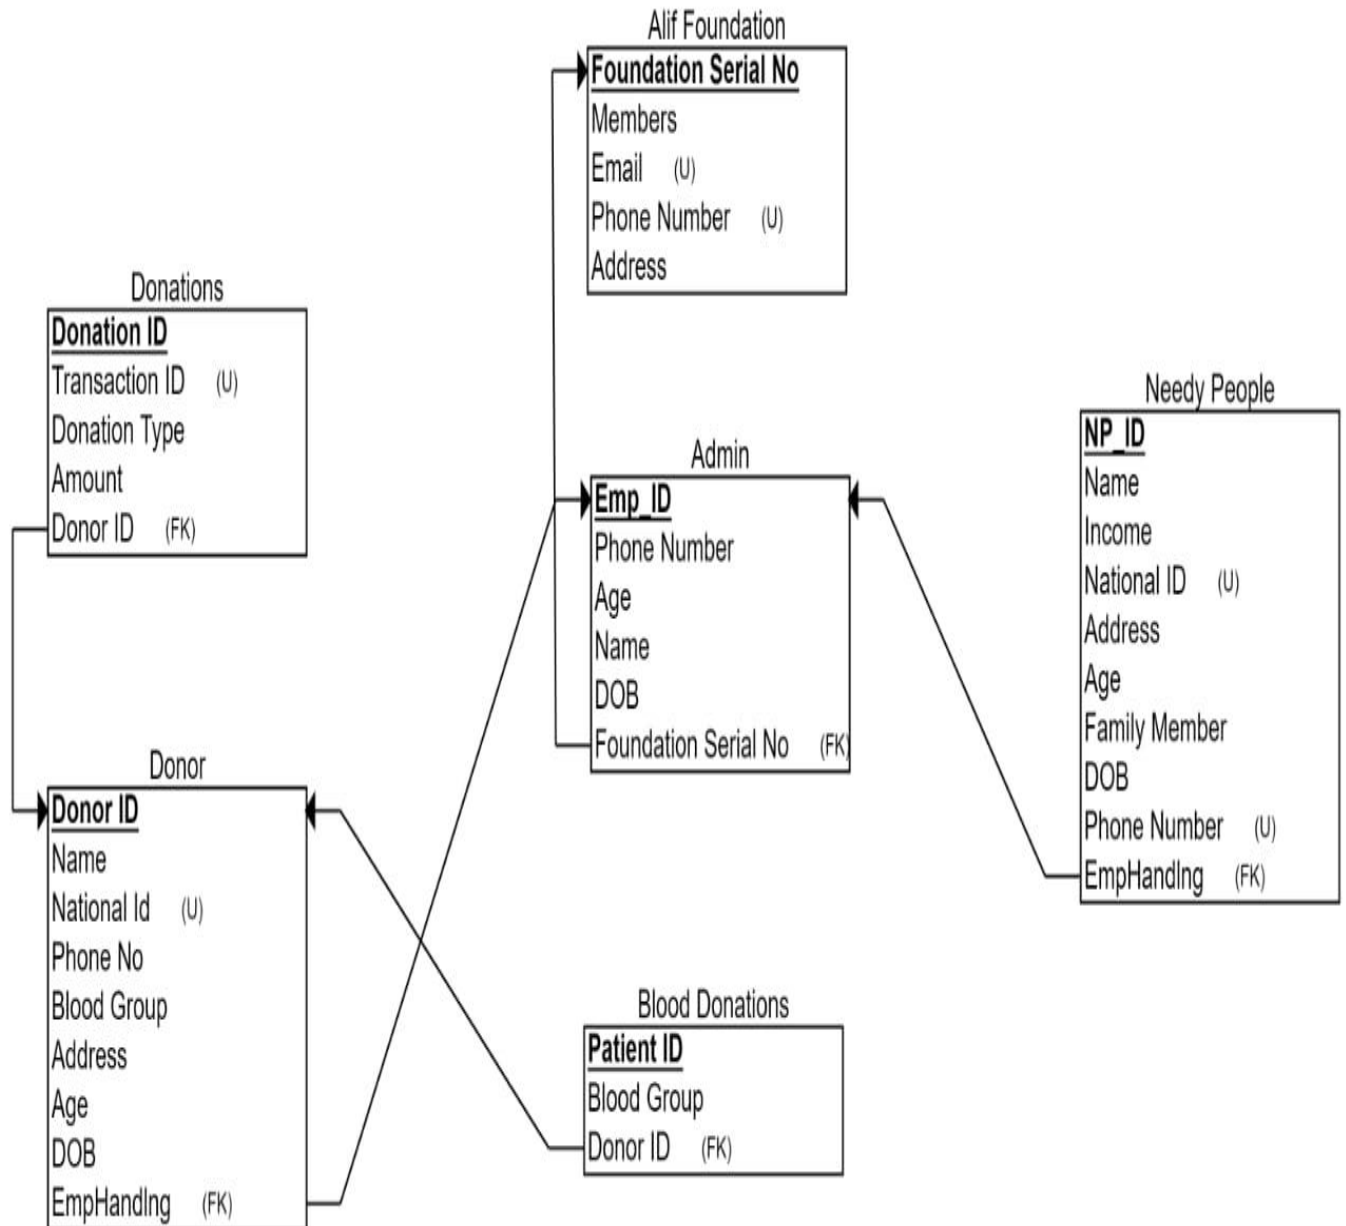 Alif Foundation
Foundation Serial No
Members
Email (U)
Phone Number (U)
Address
Donations
Donation ID
Transaction ID (U)
Donation Type
Amount
Donor ID (FK)
Admin
Emp_ID
Phone Number
Age
Name
DOB
Foundation Serial No (FK)
Needy People
NP_ID
Name
Income
National ID (U)
Address
Age
Family Member
DOB
Phone Number (U)
EmpHandlng (FK)
Donor
Donor ID
Name
National Id (U)
Phone No
Blood Group
Address
Age
DOB
EmpHandlng (FK)
Blood Donations
Patient ID
Blood Group
Donor ID (FK)